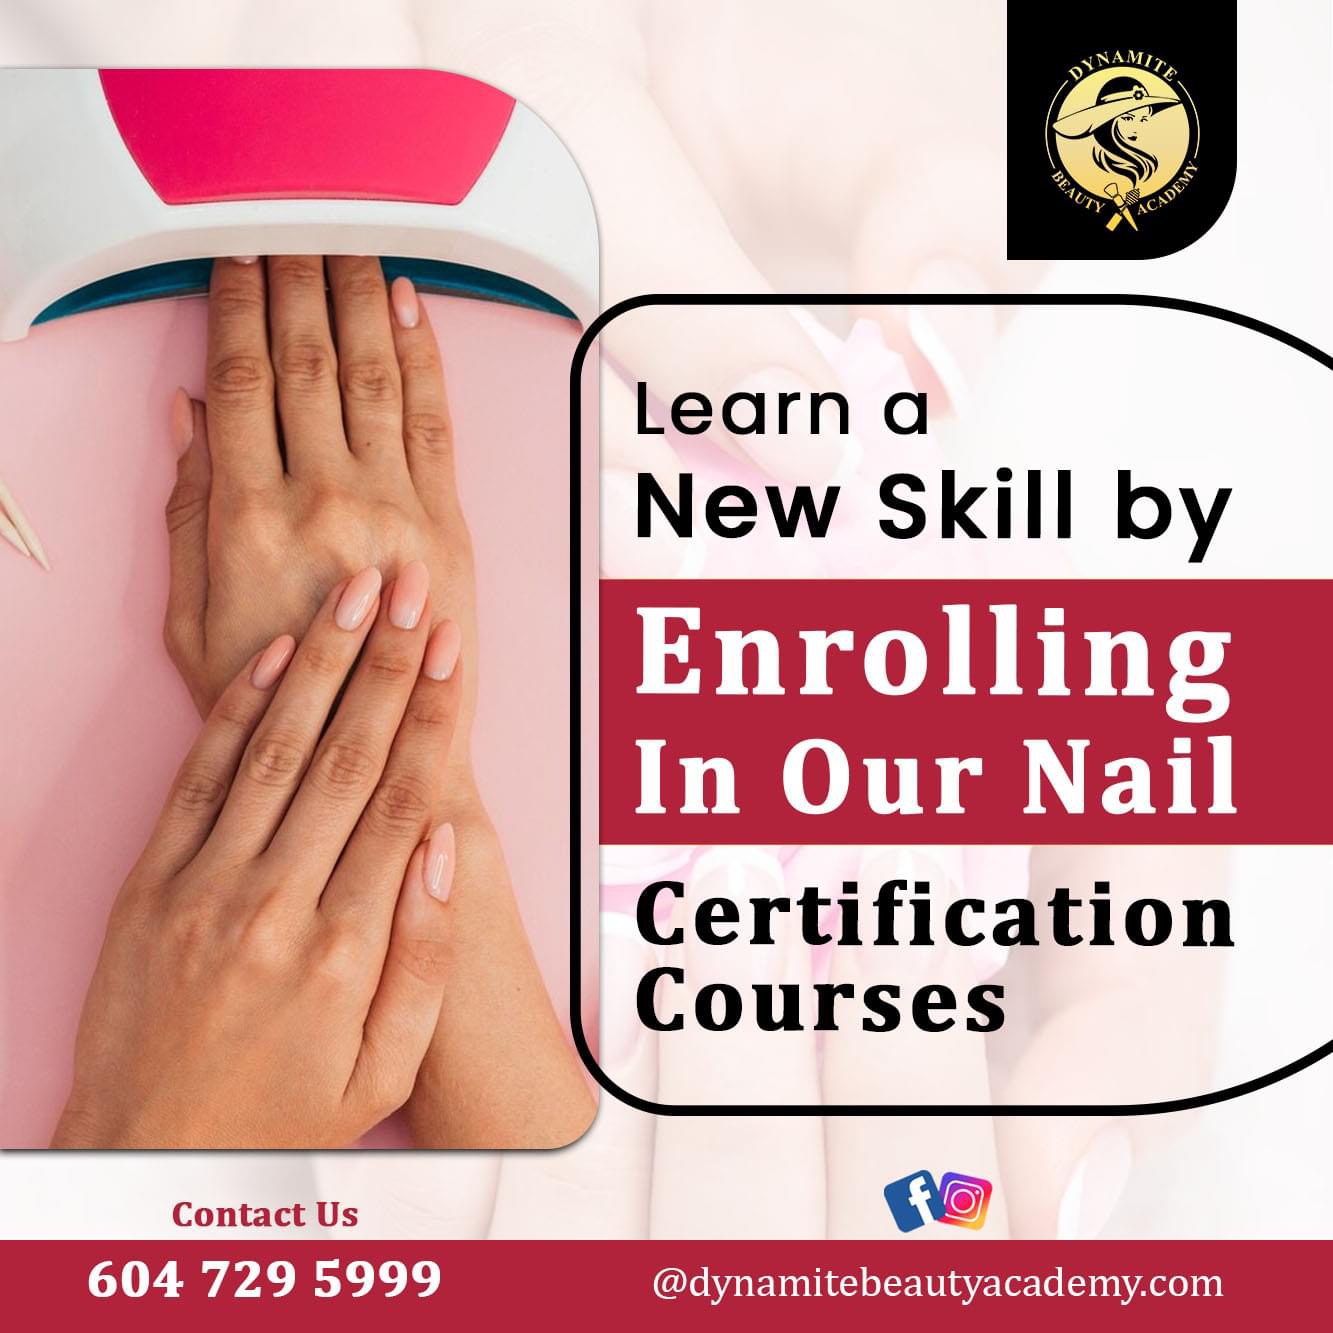 DYNAMITE
BEAUTY ACADEMY
Learn a
New Skill by
Enrolling
In Our Nail
Certification
Courses
Contact Us
604 729 5999
@dynamitebeautyacademy.com